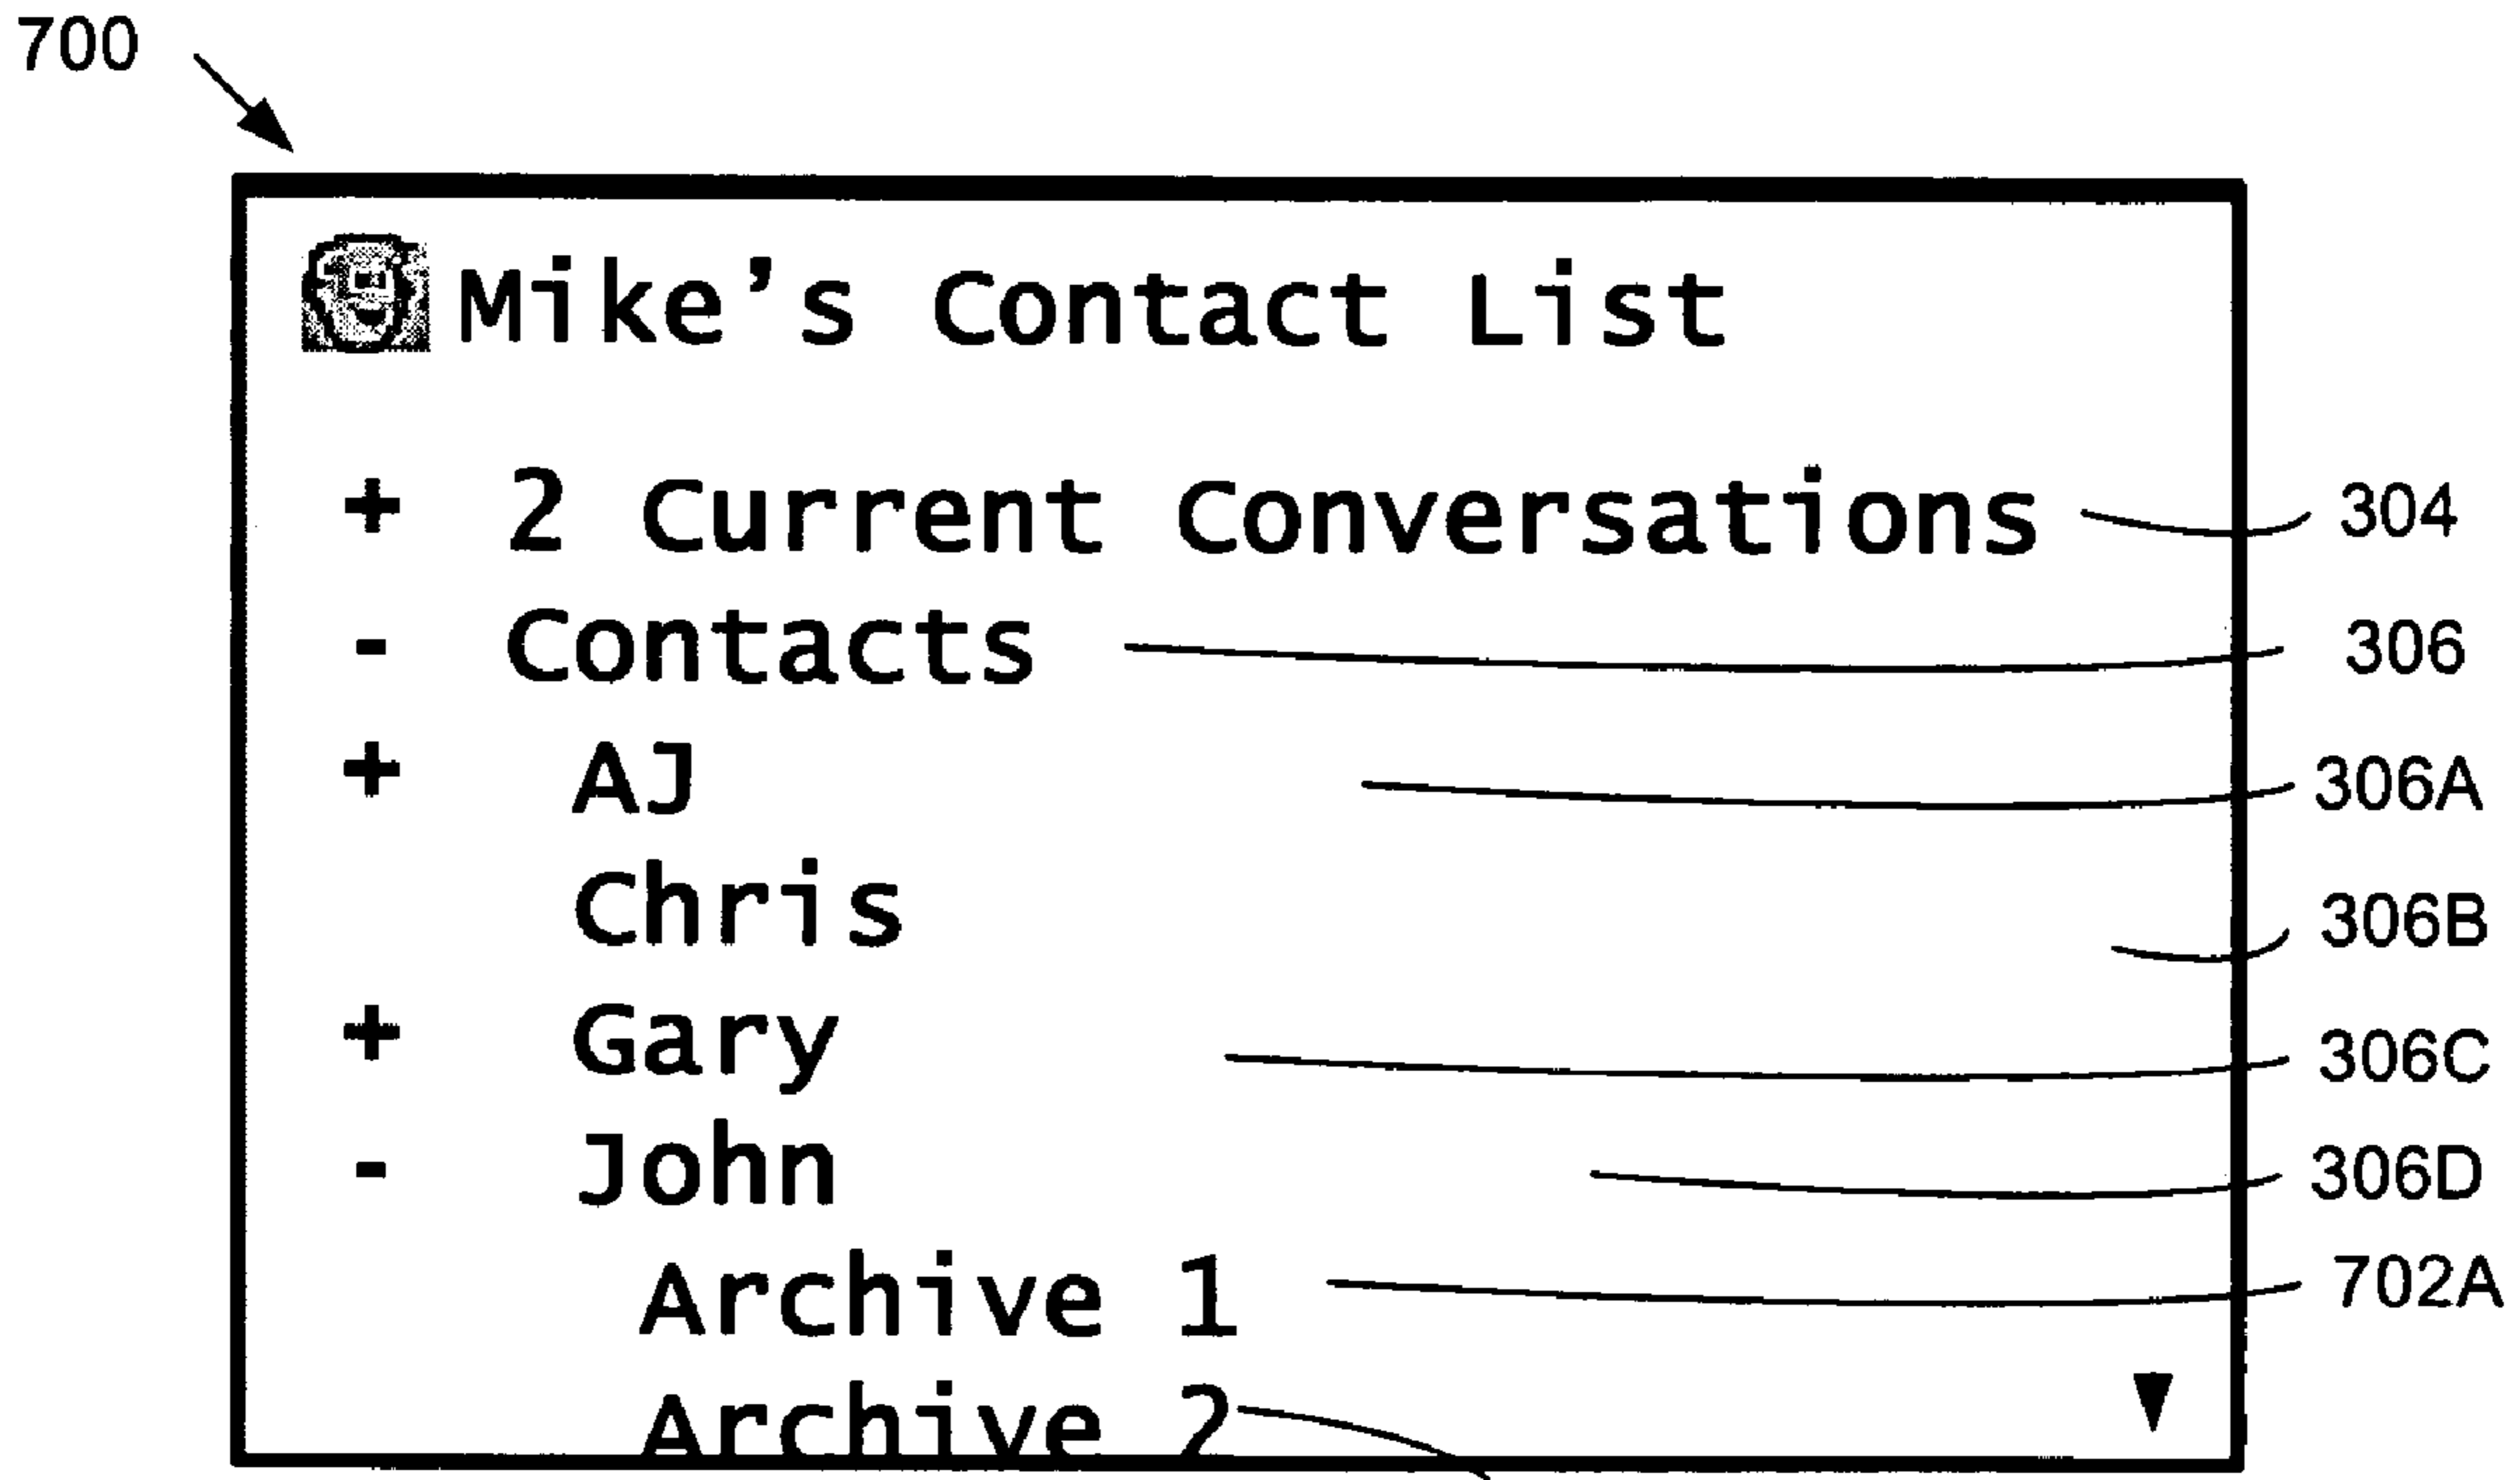 700
Mike's Contact List
+ 2 Current Conversations 304
- Contacts 306
+ AJ 306A
Chris 306B
+ Gary 306C
- John 306D
Archive 1 702A
Archive 2